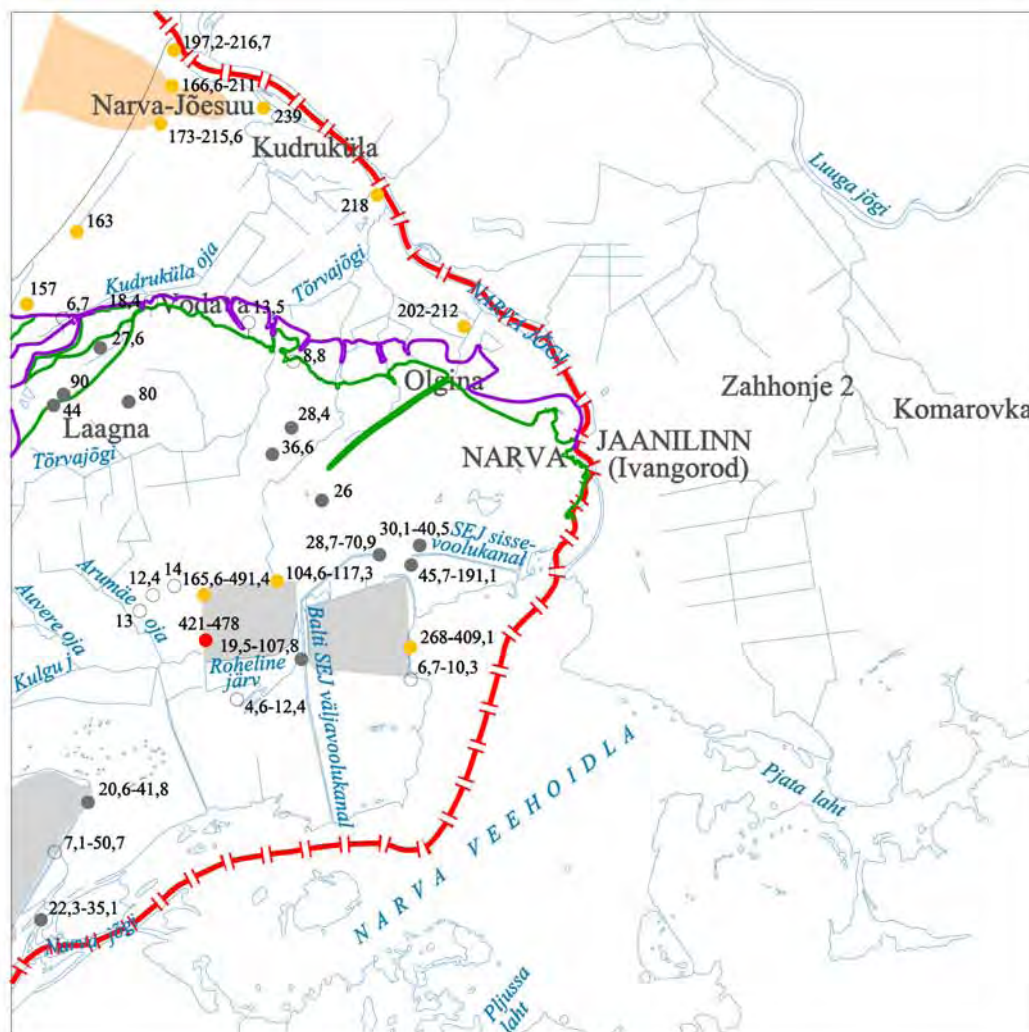 197,2-216,7
166,6-211
Narva-Jõesuu
239
173-215,6
Kudruküla
Luuga jõgi
218
163
Kudruküla oja
Tõrvajõgi
157
6,7
18,4
Vodava
13,5
NARVA JÕGI
202-212
27,6
8,8
Olgina
Zahhonje 2
90
80
44
Komarovka
Laagna
28,4
Tõrvajõgi
36,6
NARVA
JAANILINN
(Ivangorod)
26
30,1-40,5
SEJ sisse-
voolukanal
28,7-70,9
45,7-191,1
Arumäe oja
12,4
14
165,6-491,4
104,6-117,3
13
Auvere oja
421-478
19,5-107,8
268-409,1
Kulgu j
Roheline
järv
6,7-10,3
4,6-12,4
Balti SEJ väljavoolukanal
NARVA VEEHOIDLA
Pjata laht
20,6-41,8
7,1-50,7
22,3-35,1
jõgi
Pljussa
laht